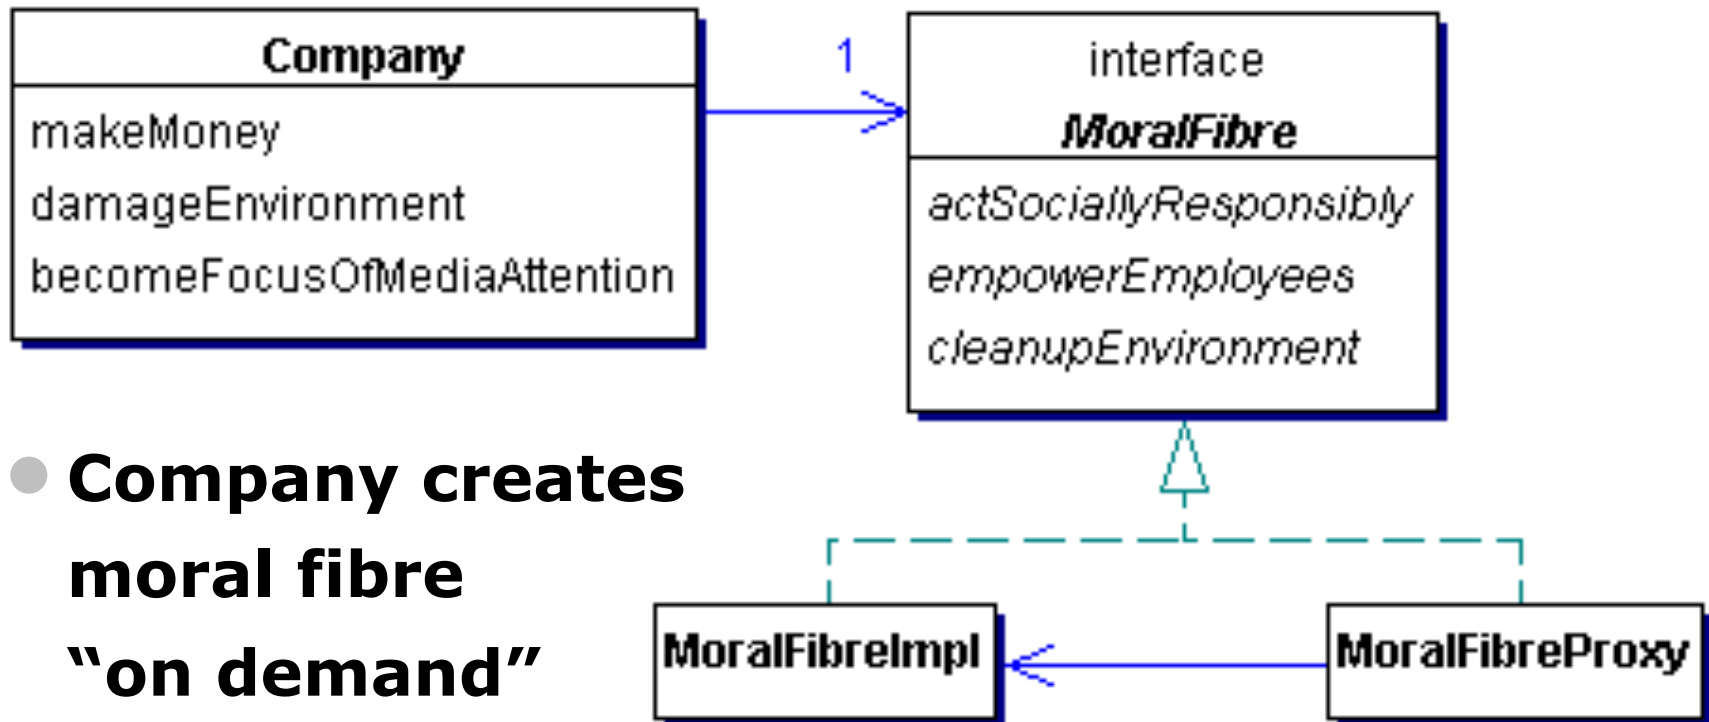 Company
makeMoney
damageEnvironment
becomeFocusOfMediaAttention
1
interface
MoralFibre
actSociallyResponsibly
empowerEmployees
cleanupEnvironment
Company creates
moral fibre
“on demand”
MoralFibreImpl
MoralFibreProxy